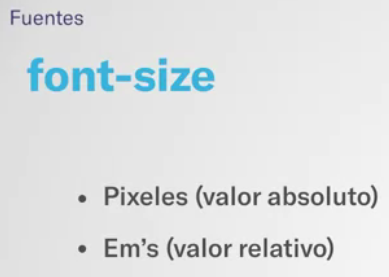 Fuentes
font-size
• Pixeles (valor absoluto)
• Em's (valor relativo)